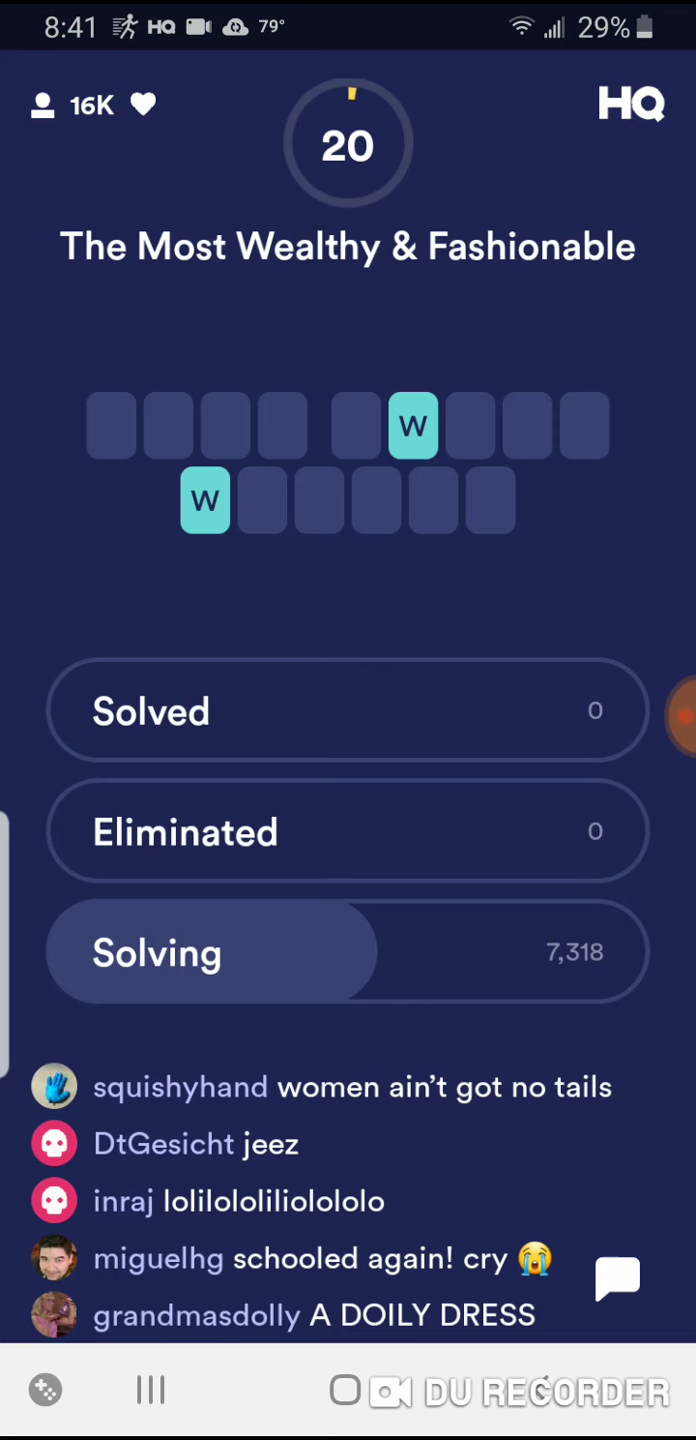 8:41 HQ 79° 29%
16K 20 HQ
The Most Wealthy & Fashionable
W
W
Solved 0
Eliminated 0
Solving 7,318
squishyhand women ain’t got no tails
DtGesicht jeez
inraj lolilololiliolololo
miguelhg schooled again! cry 😭
grandmasdolly A DOILY DRESS
DU RECORDER